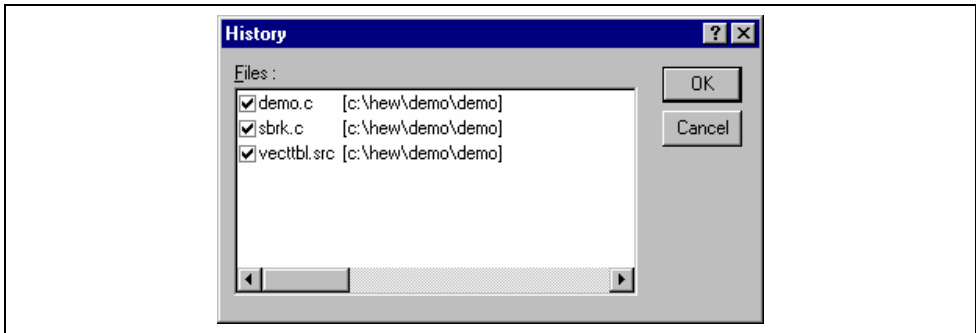 History
Files :
OK
demo.c [c:\hew\demo\demo]
sbrk.c [c:\hew\demo\demo]
Cancel
vecttbl.src [c:\hew\demo\demo]